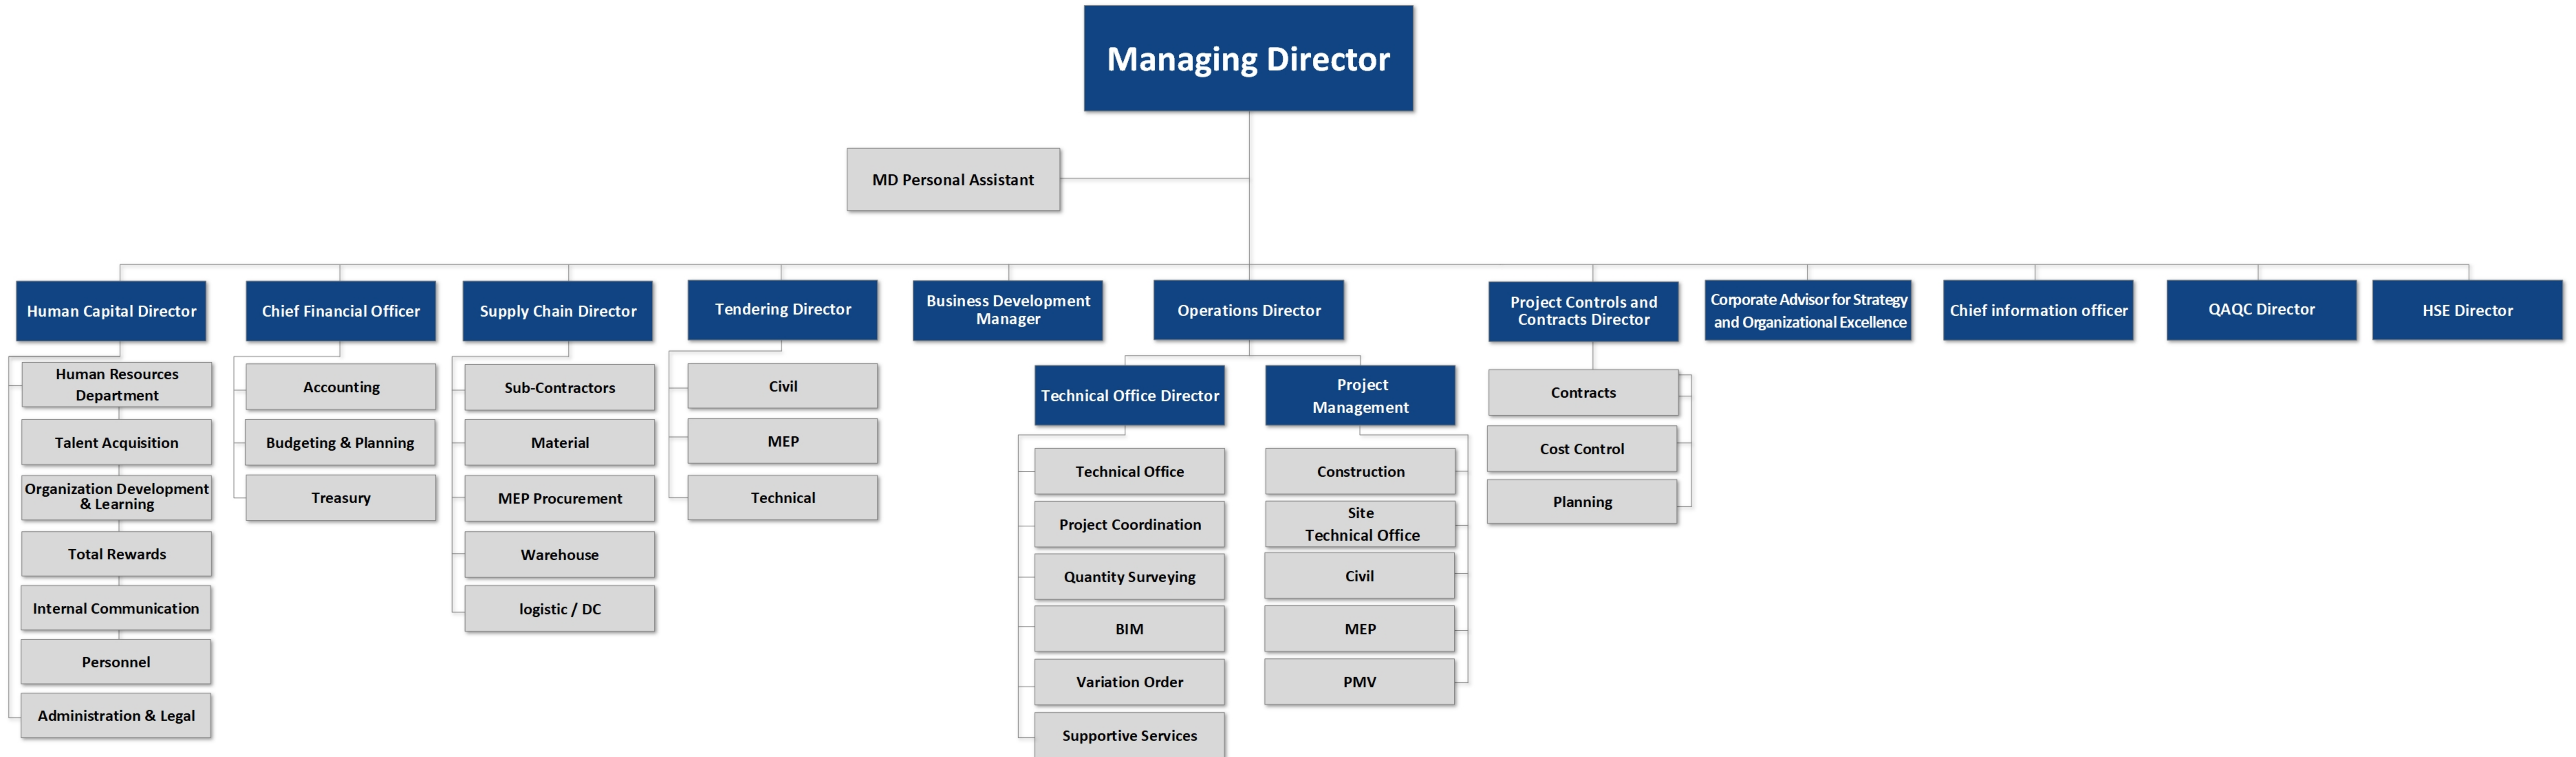 Managing Director
MD Personal Assistant
Human Capital Director
Human Resources
Department
Talent Acquisition
Organization Development
& Learning
Total Rewards
Internal Communication
Personnel
Administration & Legal
Chief Financial Officer
Accounting
Budgeting & Planning
Treasury
Supply Chain Director
Sub-Contractors
Material
MEP Procurement
Warehouse
logistic / DC
Tendering Director
Civil
MEP
Technical
Business Development
Manager
Operations Director
Technical Office Director
Technical Office
Project Coordination
Quantity Surveying
BIM
Variation Order
Supportive Services
Project
Management
Construction
Site
Technical Office
Civil
MEP
PMV
Project Controls and
Contracts Director
Contracts
Cost Control
Planning
Corporate Advisor for Strategy
and Organizational Excellence
Chief information officer
QAQC Director
HSE Director